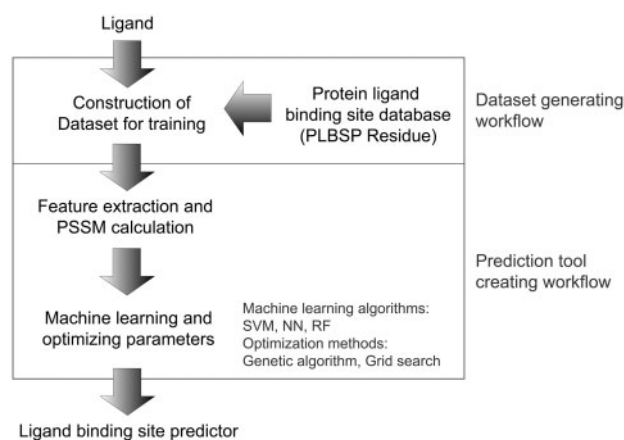 Ligand
Construction of
Dataset for training
Protein ligand
binding site database
(PLBSP Residue)
Dataset generating
workflow
Feature extraction and
PSSM calculation
Prediction tool
creating workflow
Machine learning and
optimizing parameters
Machine learning algorithms:
SVM, NN, RF
Optimization methods:
Genetic algorithm, Grid search
Ligand binding site predictor